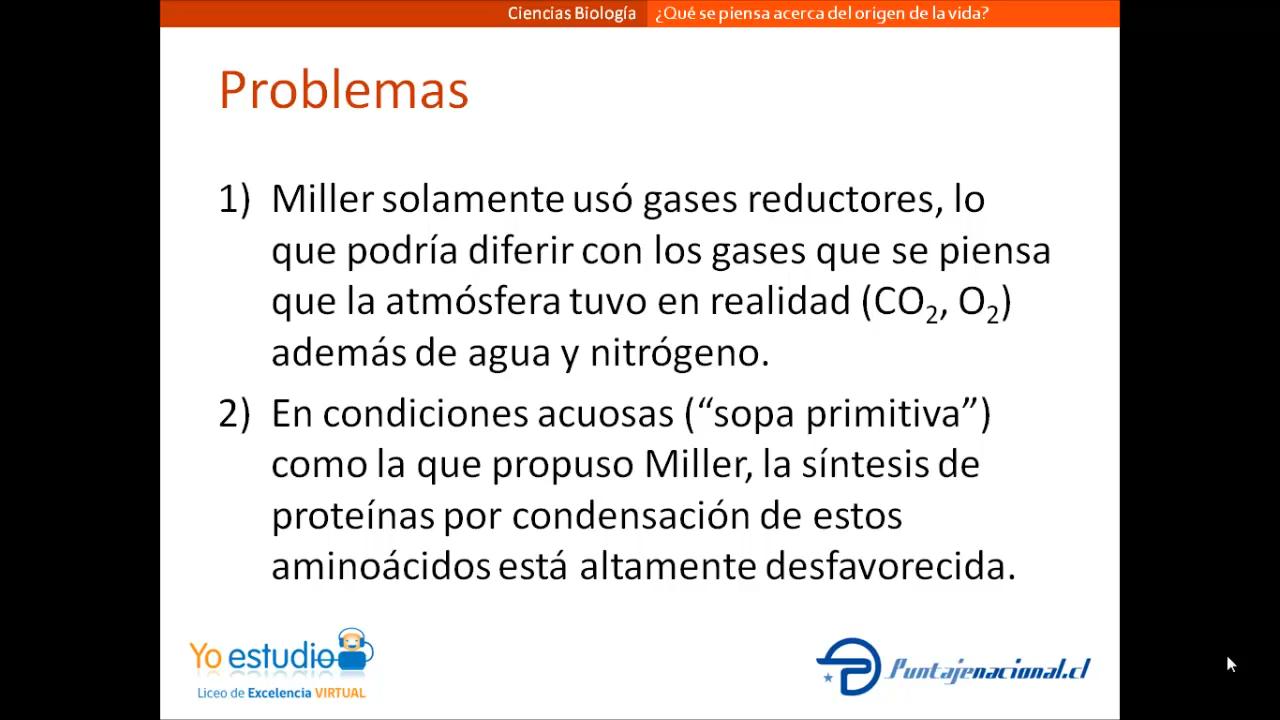 Ciencias Biología ¿Qué se piensa acerca del origen de la vida?
Problemas
1) Miller solamente usó gases reductores, lo
que podría diferir con los gases que se piensa
que la atmósfera tuvo en realidad (CO₂, O₂)
además de agua y nitrógeno.
2) En condiciones acuosas (“sopa primitiva”)
como la que propuso Miller, la síntesis de
proteínas por condensación de estos
aminoácidos está altamente desfavorecida.
Yo estudio
Liceo de Excelencia VIRTUAL
Puntajenacional.cl